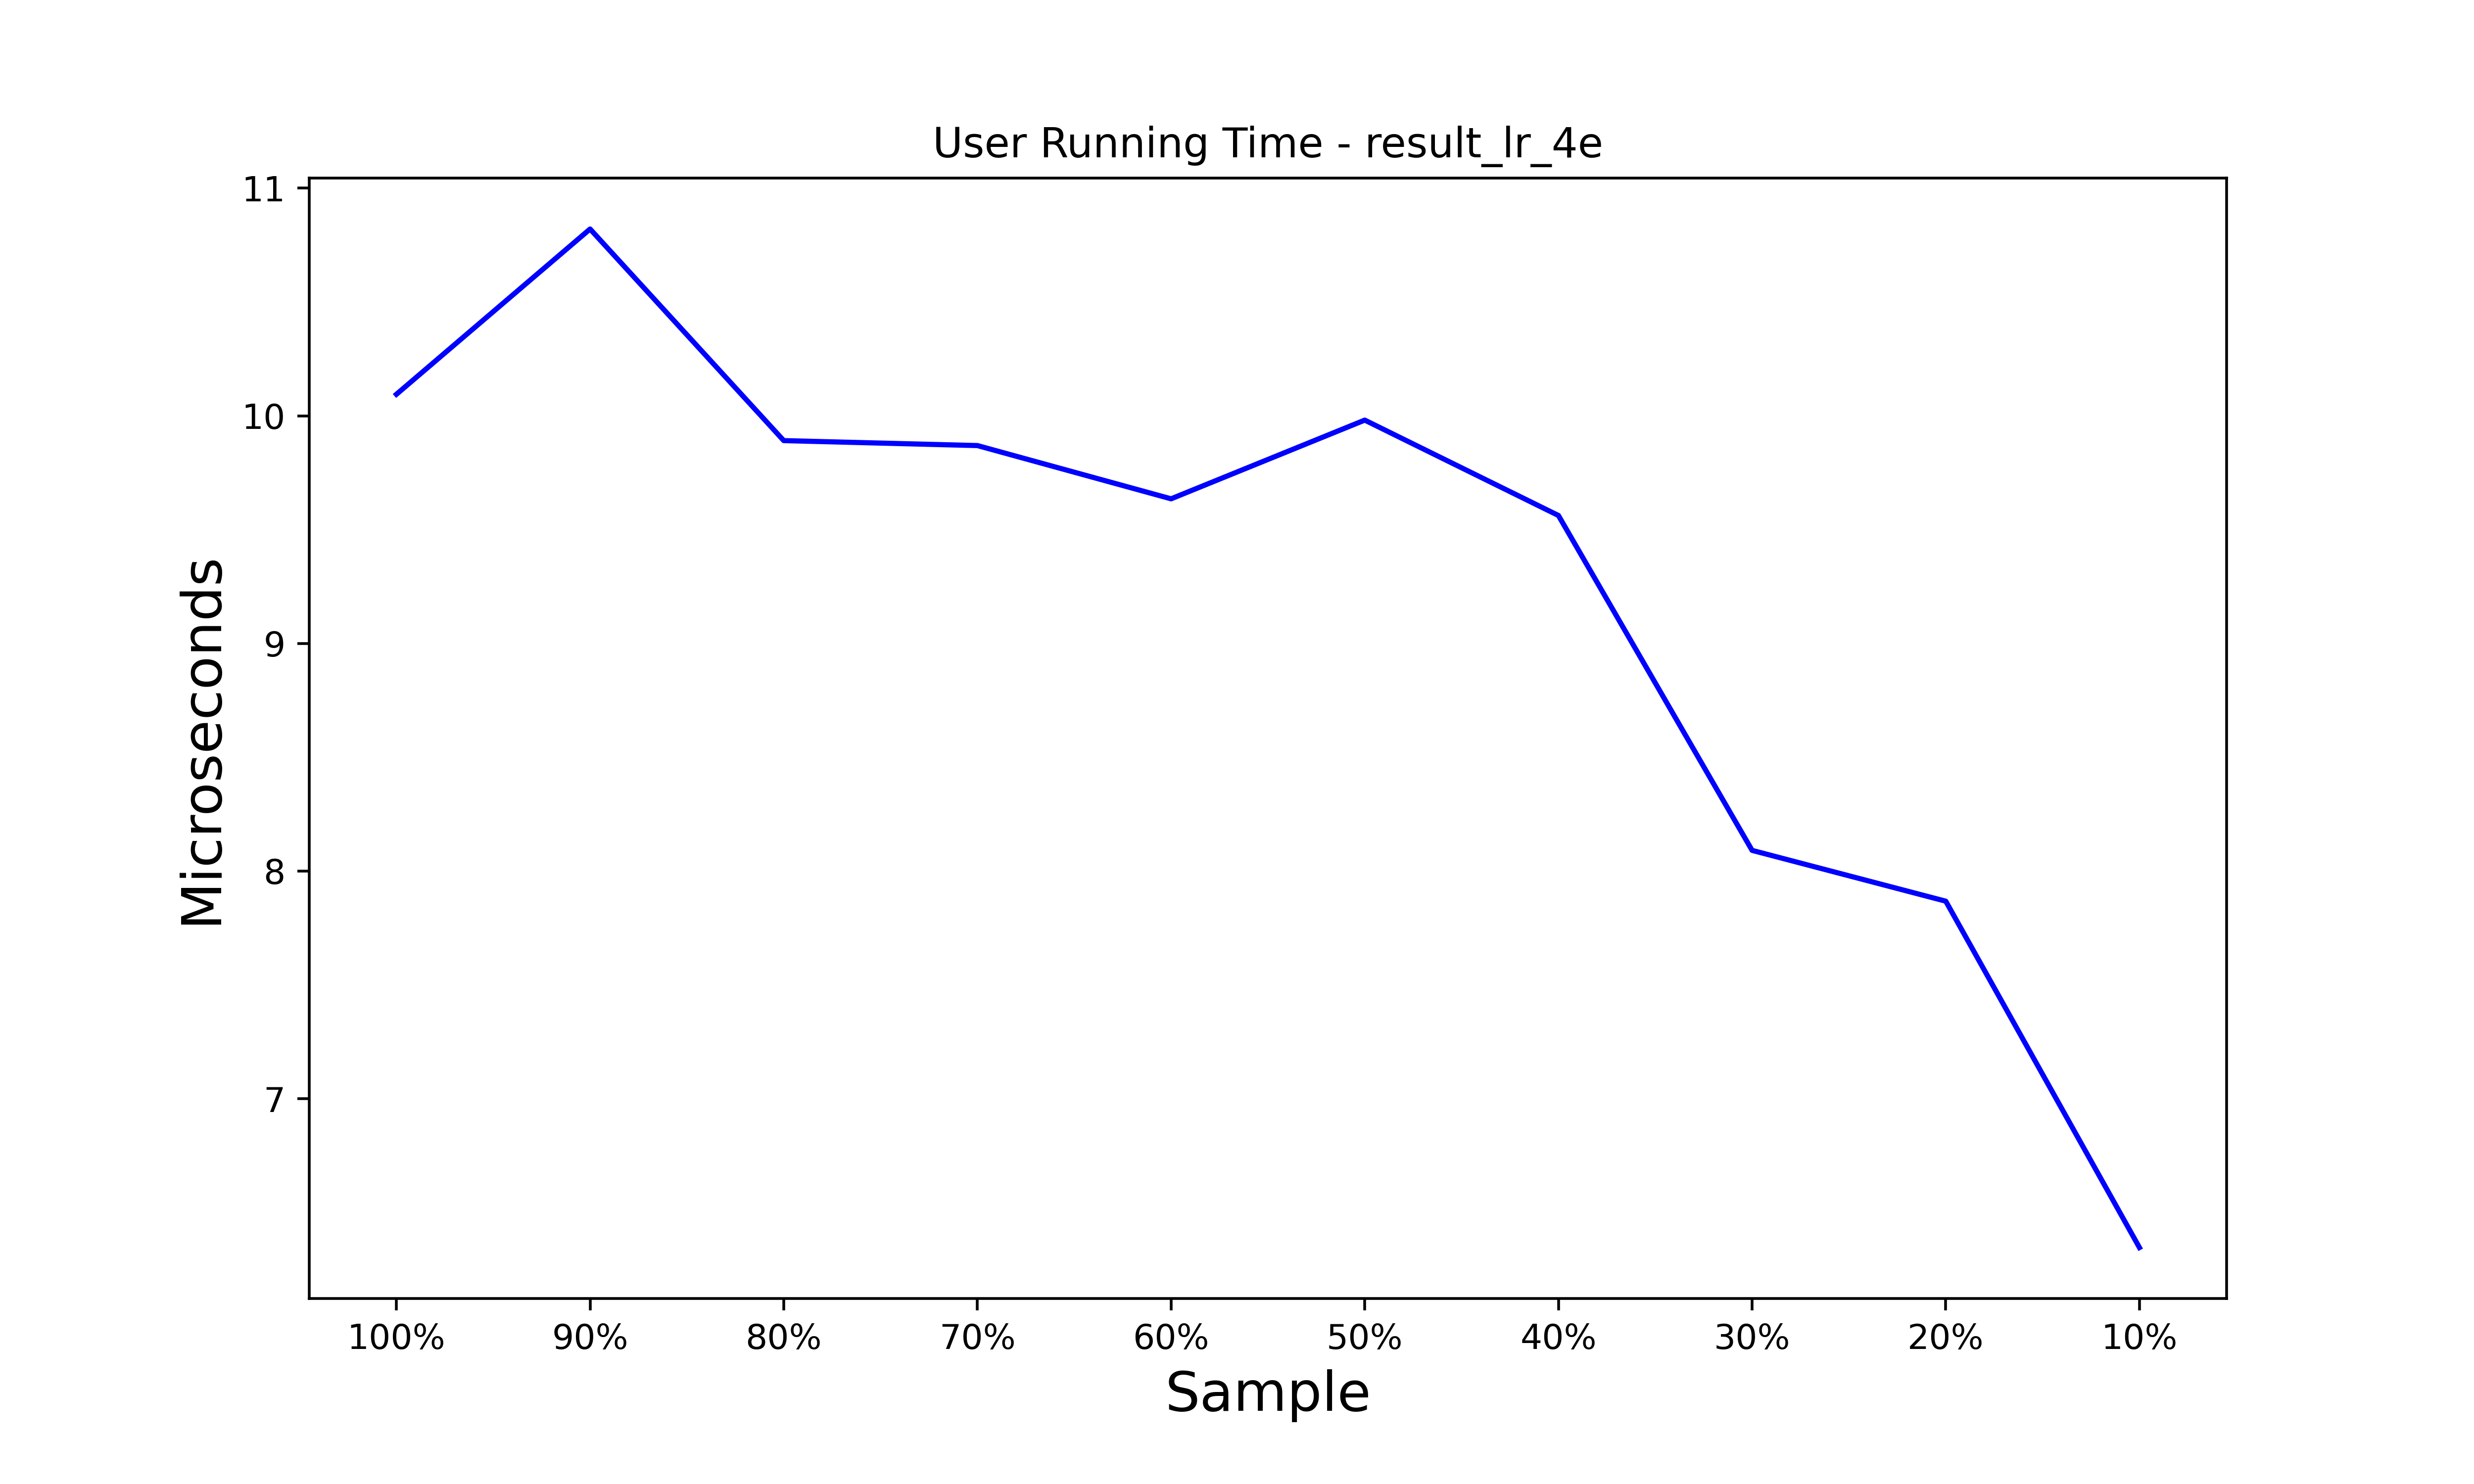 User Running Time - result_lr_4e
11
10
9
8
7
Microseconds
100% 90% 80% 70% 60% 50% 40% 30% 20% 10%
Sample